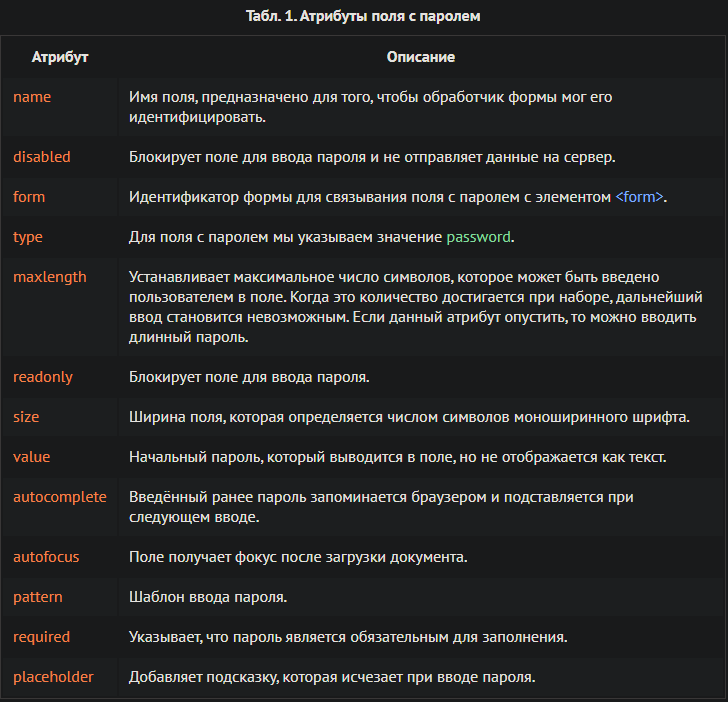 Табл. 1. Атрибуты поля с паролем
Атрибут Описание
name Имя поля, предназначено для того, чтобы обработчик формы мог его
идентифицировать.
disabled Блокирует поле для ввода пароля и не отправляет данные на сервер.
form Идентификатор формы для связывания поля с паролем с элементом <form>.
type Для поля с паролем мы указываем значение password.
maxlength Устанавливает максимальное число символов, которое может быть введено
пользователем в поле. Когда это количество достигается при наборе, дальнейший
ввод становится невозможным. Если данный атрибут опустить, то можно вводить
длинный пароль.
readonly Блокирует поле для ввода пароля.
size Ширина поля, которая определяется числом символов моноширинного шрифта.
value Начальный пароль, который выводится в поле, но не отображается как текст.
autocomplete Введённый ранее пароль запоминается браузером и подставляется при
следующем вводе.
autofocus Поле получает фокус после загрузки документа.
pattern Шаблон ввода пароля.
required Указывает, что пароль является обязательным для заполнения.
placeholder Добавляет подсказку, которая исчезает при вводе пароля.